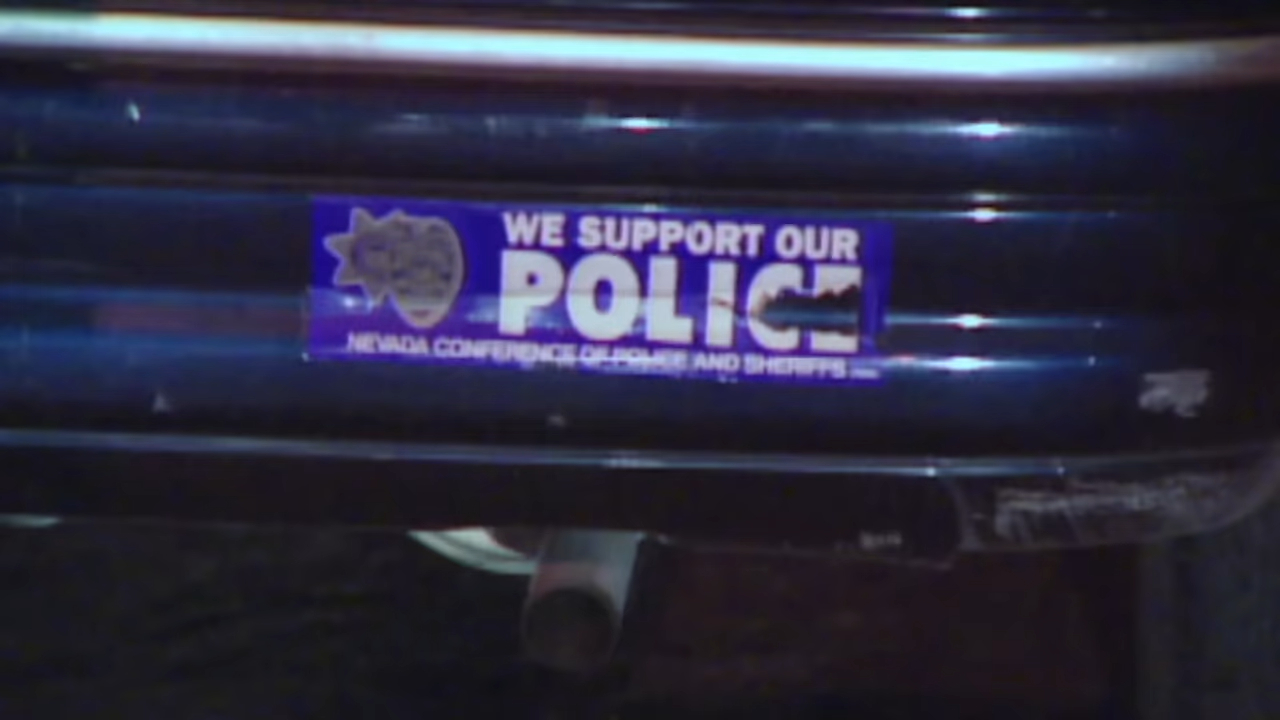 WE SUPPORT OUR
POLICE
NEVADA CONFERENCE OF POLICE AND SHERIFFS